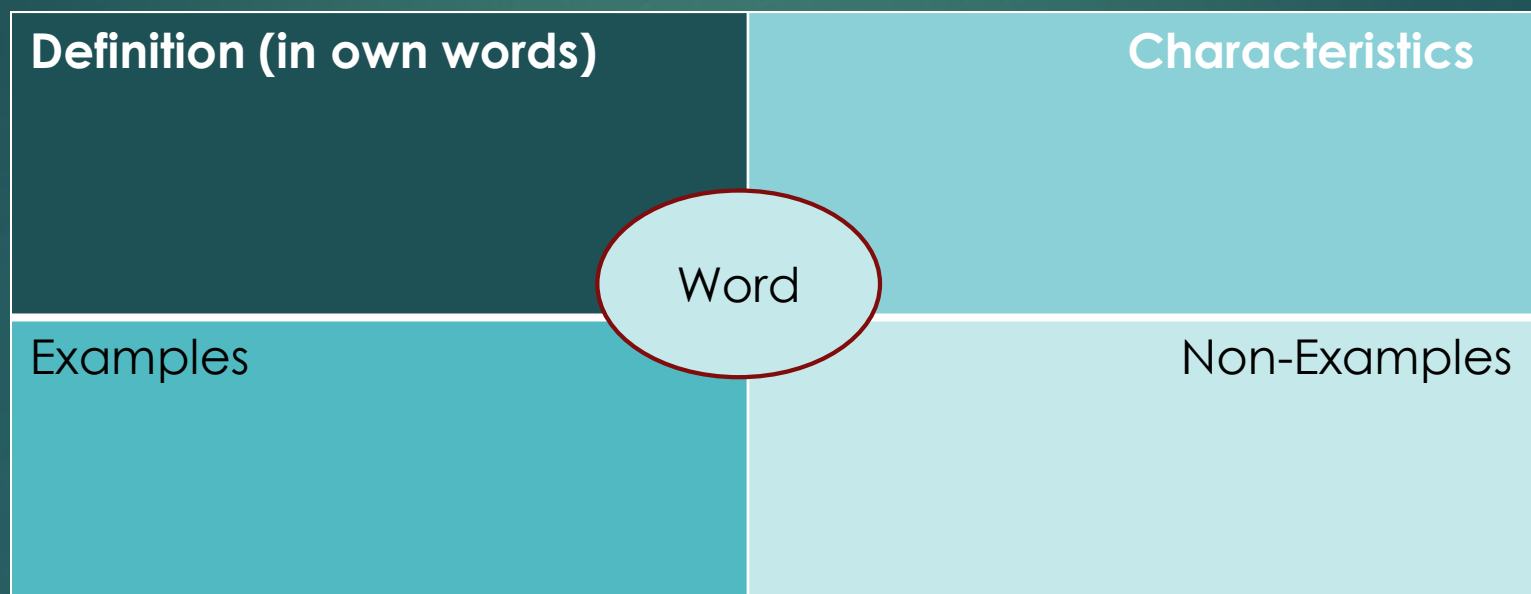 Definition (in own words)
Characteristics
Word
Examples
Non-Examples